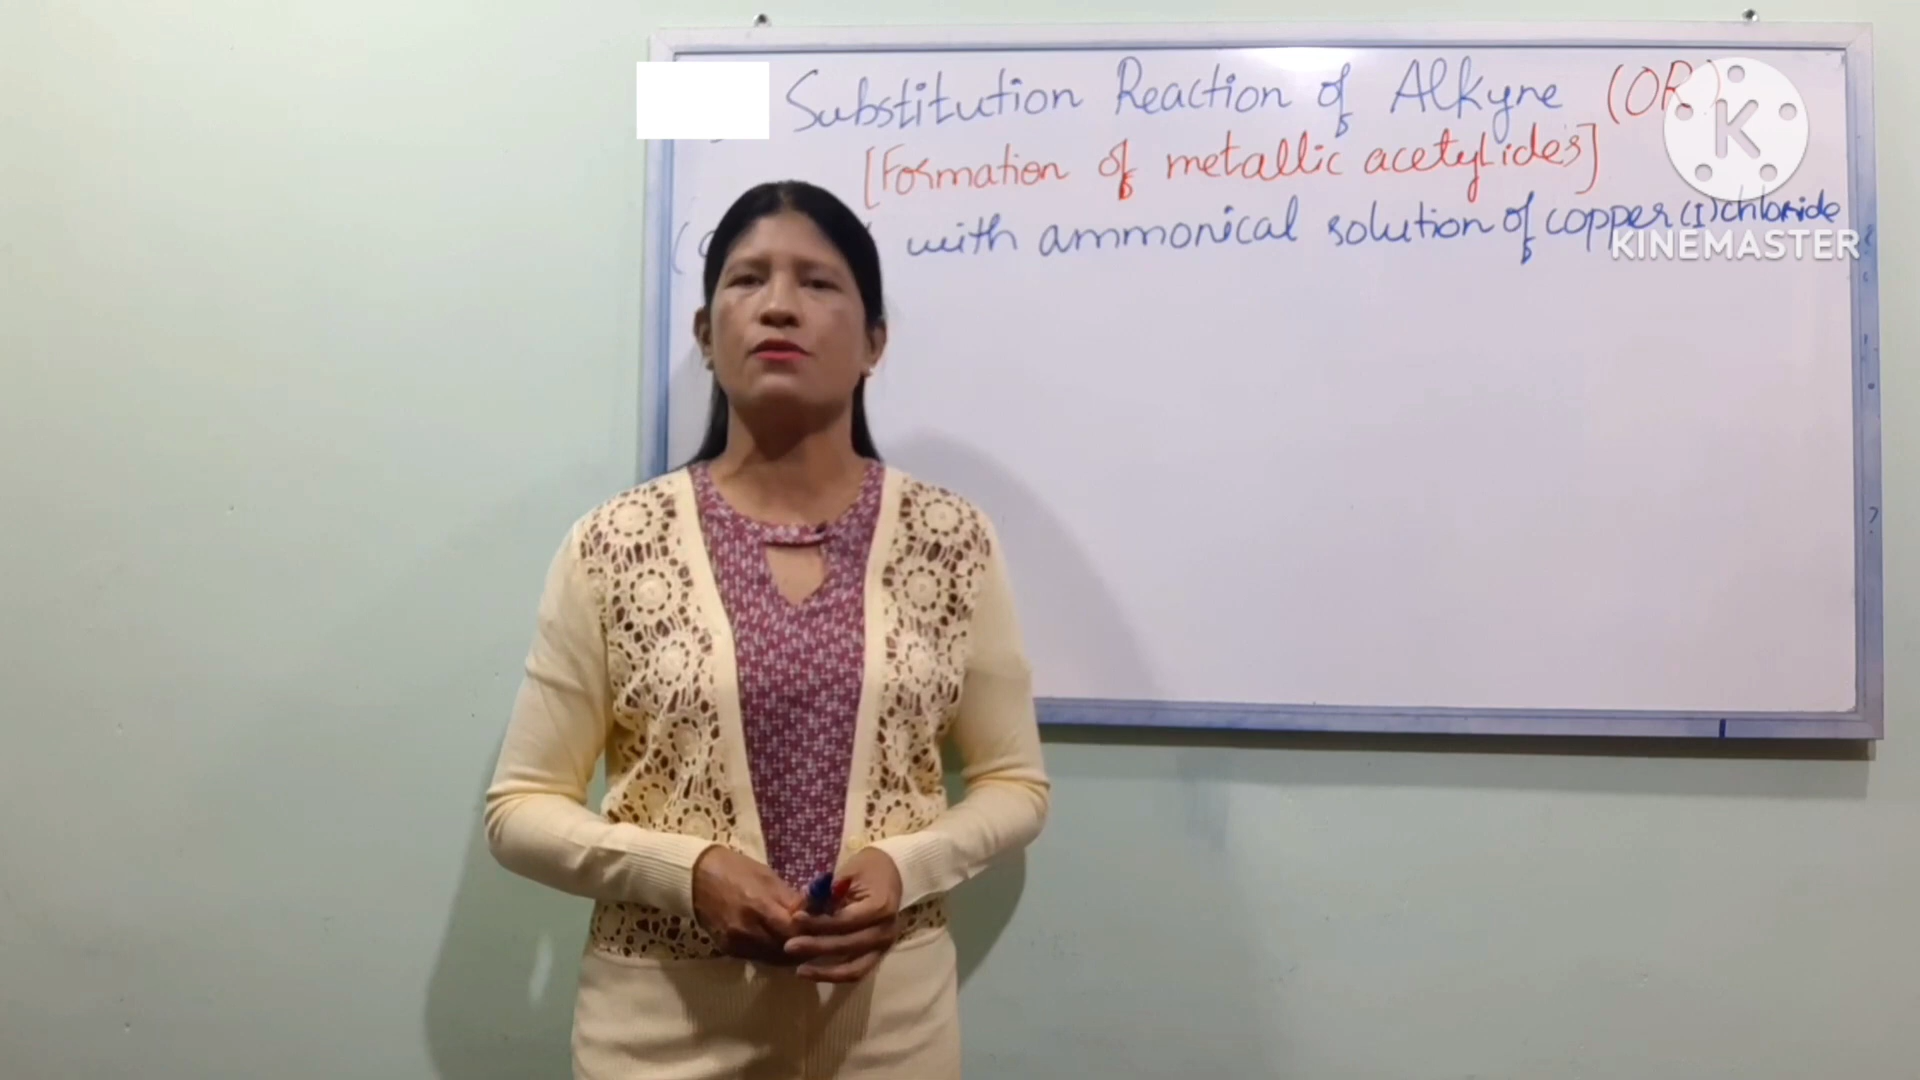 Substitution Reaction of Alkyne (OR)
[Formation of metallic acetylides]
with ammonical solution of copper (I) chloride
K
KINEMASTER